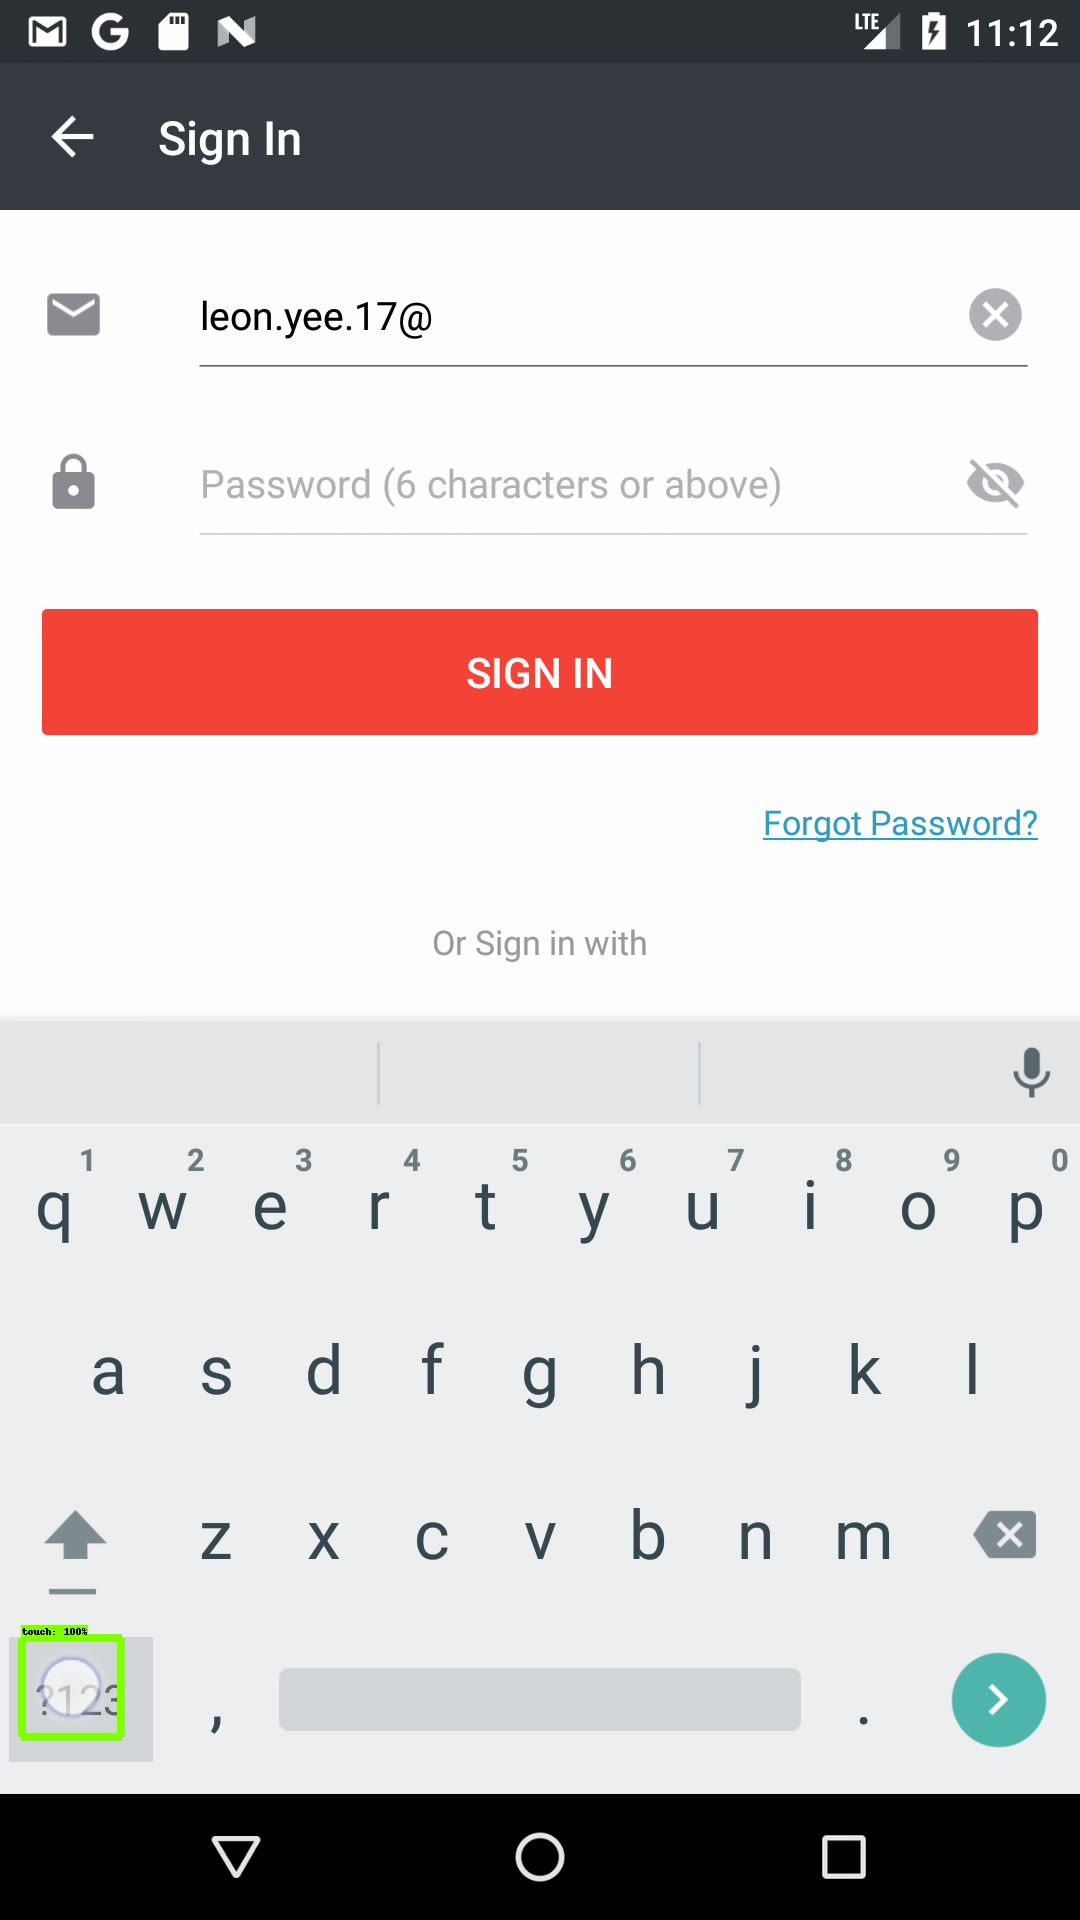 LTE 11:12
Sign In
leon.yee.17@
Password (6 characters or above)
SIGN IN
Forgot Password?
Or Sign in with
1 2 3 4 5 6 7 8 9 0
q w e r t y u i o p
a s d f g h j k l
z x c v b n m
touch: 100%
?123 , .